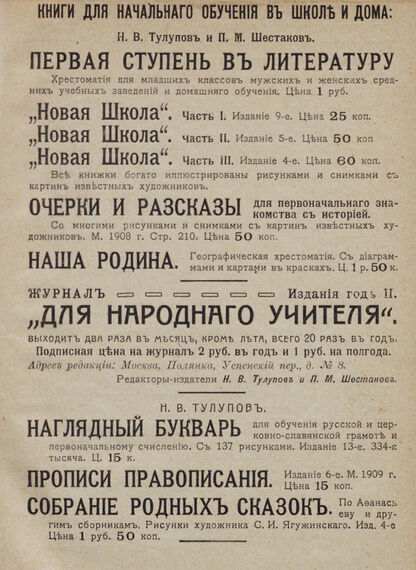 КНИГИ ДЛЯ НАЧАЛЬНАГО ОБУЧЕНІЯ ВЪ ШКОЛѢ И ДОМА:
Н. В. Тулуповъ и П. М. Шестаковъ.
ПЕРВАЯ СТУПЕНЬ ВЪ ЛИТЕРАТУРУ
Хрестоматія для младшихъ классовъ мужскихъ и женскихъ сред-
нихъ учебныхъ заведеній и домашняго обученія. Цѣна 1 руб.
„Новая Школа“. Часть I. Изданіе 9-е. Цѣна 25 коп.
„Новая Школа“. Часть II. Изданіе 5-е. Цѣна 50 коп
„Новая Школа“. Часть III. Изданіе 4-е. Цѣна 60 коп.
Всѣ книжки богато иллюстрированы рисунками и снимками съ
картинъ извѣстныхъ художниковъ.
ОЧЕРКИ И РАЗСКАЗЫ для первоначальнаго зна-
комства съ исторіей.
Со многими рисунками и снимками съ картинъ извѣстныхъ ху-
дожниковъ. М. 1908 г. Стр. 210. Цѣна 50 коп.
НАША РОДИНА. Географическая хрестоматія. Съ діаграм-
мами и картами въ краскахъ. Ц. 1 р. 50 к.
ЖУРНАЛЪ Изданія годъ II.
„ДЛЯ НАРОДНАГО УЧИТЕЛЯ“.
ВЫХОДИТЪ ДВА РАЗА ВЪ МѢСЯЦЪ, КРОМѢ ЛѢТА, ВСЕГО 20 РАЗЪ ВЪ ГОДЪ.
Подписная цѣна на журналъ 2 руб. въ годъ и 1 руб. на полгода.
Адресъ редакціи: Москва, Полянка, Успенскій пер., д. № 8.
Редакторы-издатели Н. В. Тулуповъ и П. М. Шестаковъ.
Н. В. ТУЛУПОВЪ.
НАГЛЯДНЫЙ БУКВАРЬ для обученія русской и цер-
ковно-славянской грамотѣ и
первоначальному счисленію. Съ 137 рисунками. Изданіе 13-е. 334-я
тысяча. Ц. 15 к.
ПРОПИСИ ПРАВОПИСАНІЯ. Изданіе 6-е. М. 1909 г.
Цѣна 15 коп.
СОБРАНІЕ РОДНЫХЪ СКАЗОКЪ. По Аѳанась
еву и дру-
гимъ сборникамъ. Рисунки художника С. И. Ягужинскаго. Изд. 4-е
Цѣна 1 руб. 50 коп.